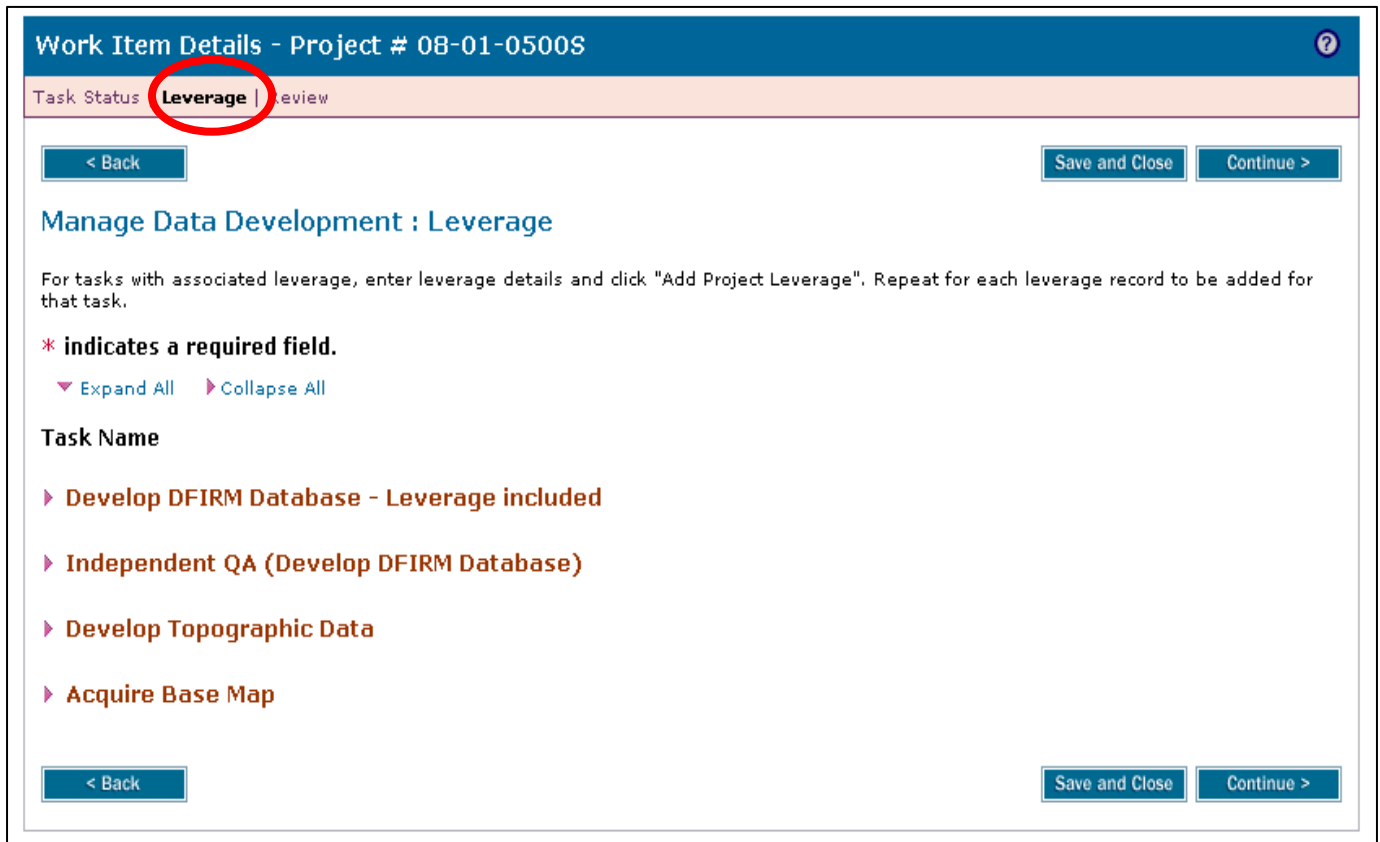 Work Item Details - Project # 08-01-0500S ?
Task Status Leverage | Review
< Back Save and Close Continue >
Manage Data Development : Leverage
For tasks with associated leverage, enter leverage details and click "Add Project Leverage". Repeat for each leverage record to be added for
that task.
* indicates a required field.
Expand All Collapse All
Task Name
Develop DFIRM Database - Leverage included
Independent QA (Develop DFIRM Database)
Develop Topographic Data
Acquire Base Map
< Back Save and Close Continue >